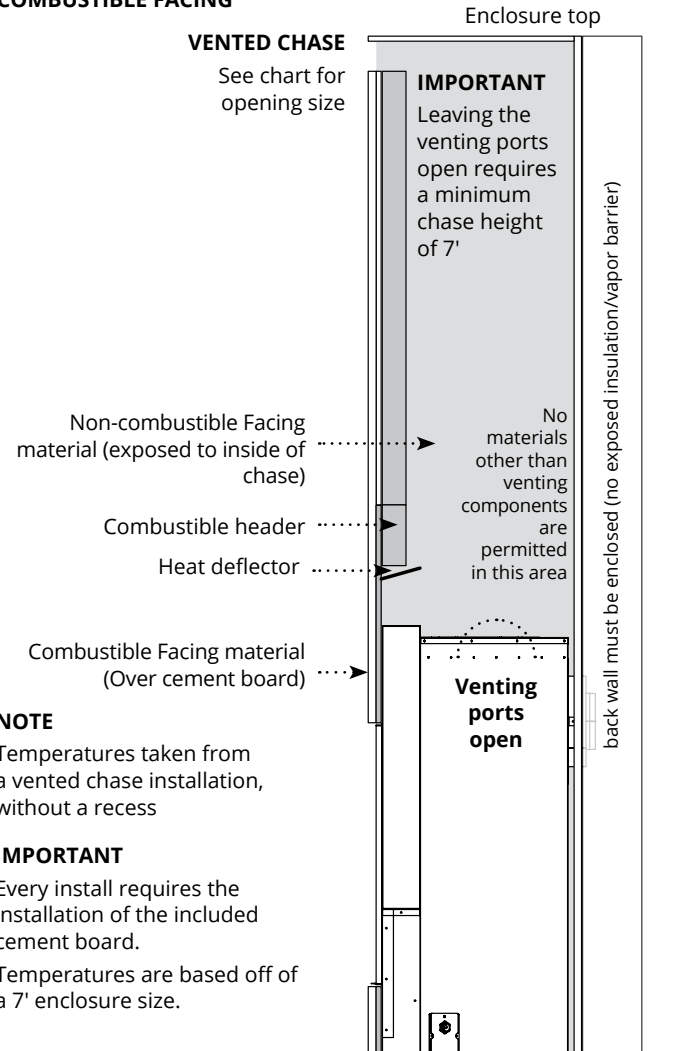 COMBUSTIBLE FACING
Enclosure top
VENTED CHASE
See chart for
opening size
IMPORTANT
Leaving the
venting ports
open requires
a minimum
chase height
of 7'
back wall must be enclosed (no exposed insulation/vapor barrier)
No
materials
other than
venting
components
are
permitted
in this area
Non-combustible Facing
material (exposed to inside of
chase)
Combustible header
Heat deflector
Combustible Facing material
(Over cement board)
Venting
ports
open
NOTE
Temperatures taken from
a vented chase installation,
without a recess
IMPORTANT
Every install requires the
installation of the included
cement board.
Temperatures are based off of
a 7' enclosure size.